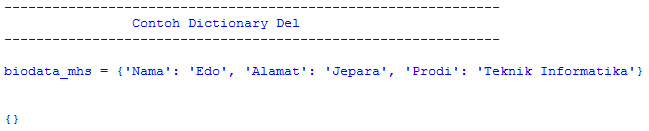 --------------------------------------------------------------
Contoh Dictionary Del
--------------------------------------------------------------
biodata_mhs = {'Nama': 'Edo', 'Alamat': 'Jepara', 'Prodi': 'Teknik Informatika'}
{}